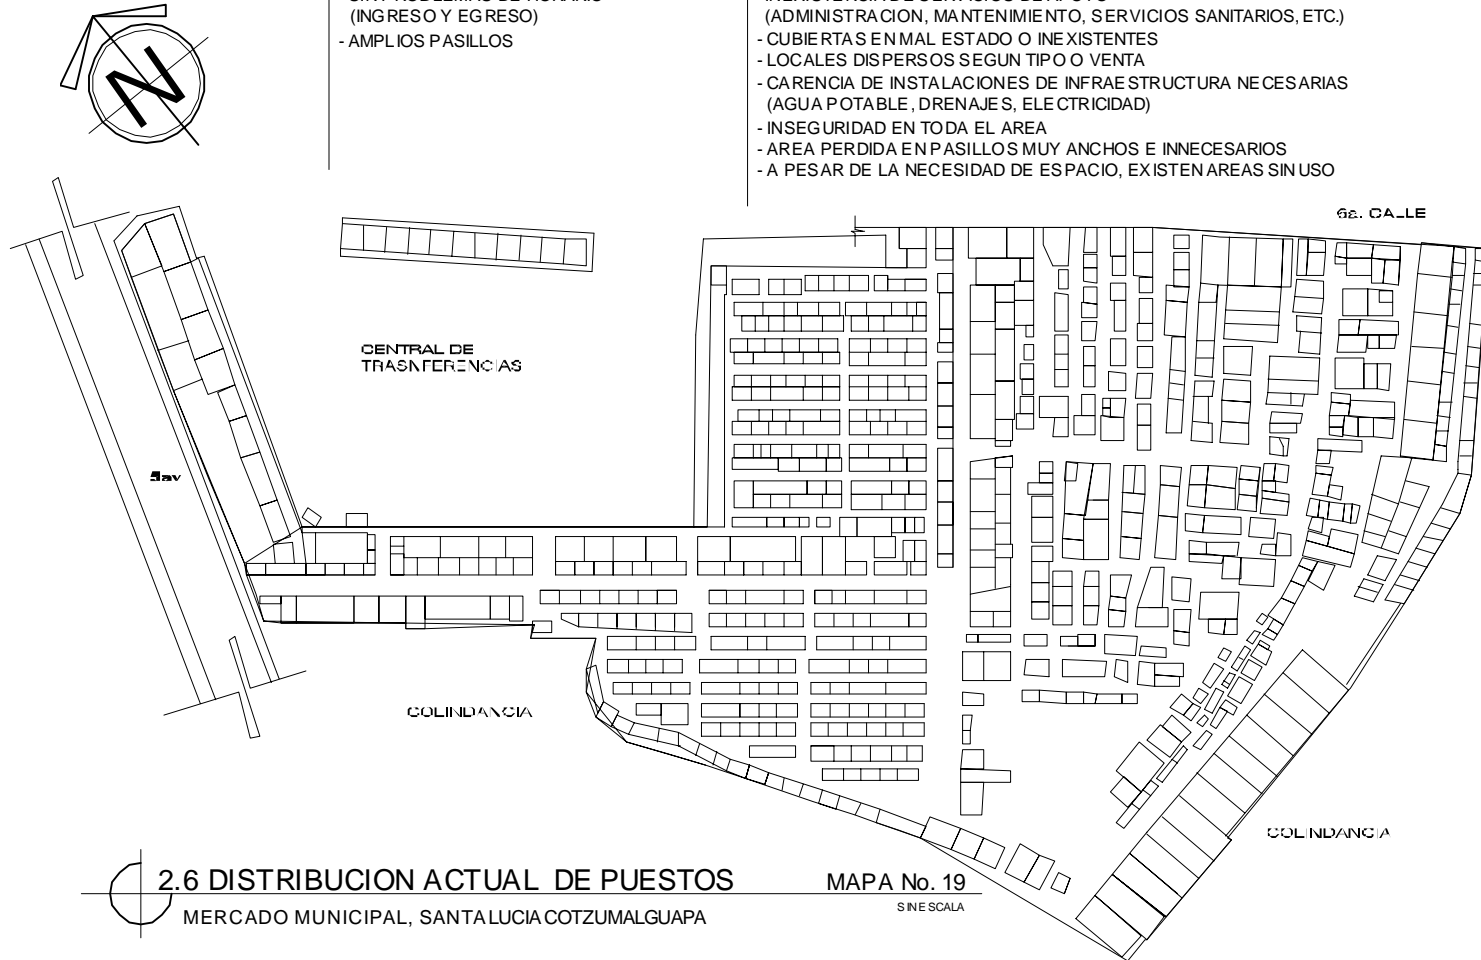 (INGRESO Y EGRESO)
- AMPLIOS PASILLOS
(ADMINISTRACION, MANTENIMIENTO, SERVICIOS SANITARIOS, ETC.)
- CUBIERTAS EN MAL ESTADO O INEXISTENTES
- LOCALES DISPERSOS SEGUN TIPO O VENTA
- CARENCIA DE INSTALACIONES DE INFRAESTRUCTURA NECESARIAS
(AGUA POTABLE, DRENAJES, ELECTRICIDAD)
- INSEGURIDAD EN TODA EL AREA
- AREA PERDIDA EN PASILLOS MUY ANCHOS E INNECESARIOS
- A PESAR DE LA NECESIDAD DE ESPACIO, EXISTEN AREAS SIN USO
N
6a. CALLE
CENTRAL DE
TRASNFERENCIAS
5av
COLINDANCIA
COLINDANCIA
2.6 DISTRIBUCION ACTUAL DE PUESTOS
MAPA No. 19
SIN ESCALA
MERCADO MUNICIPAL, SANTA LUCIA COTZUMALGUAPA